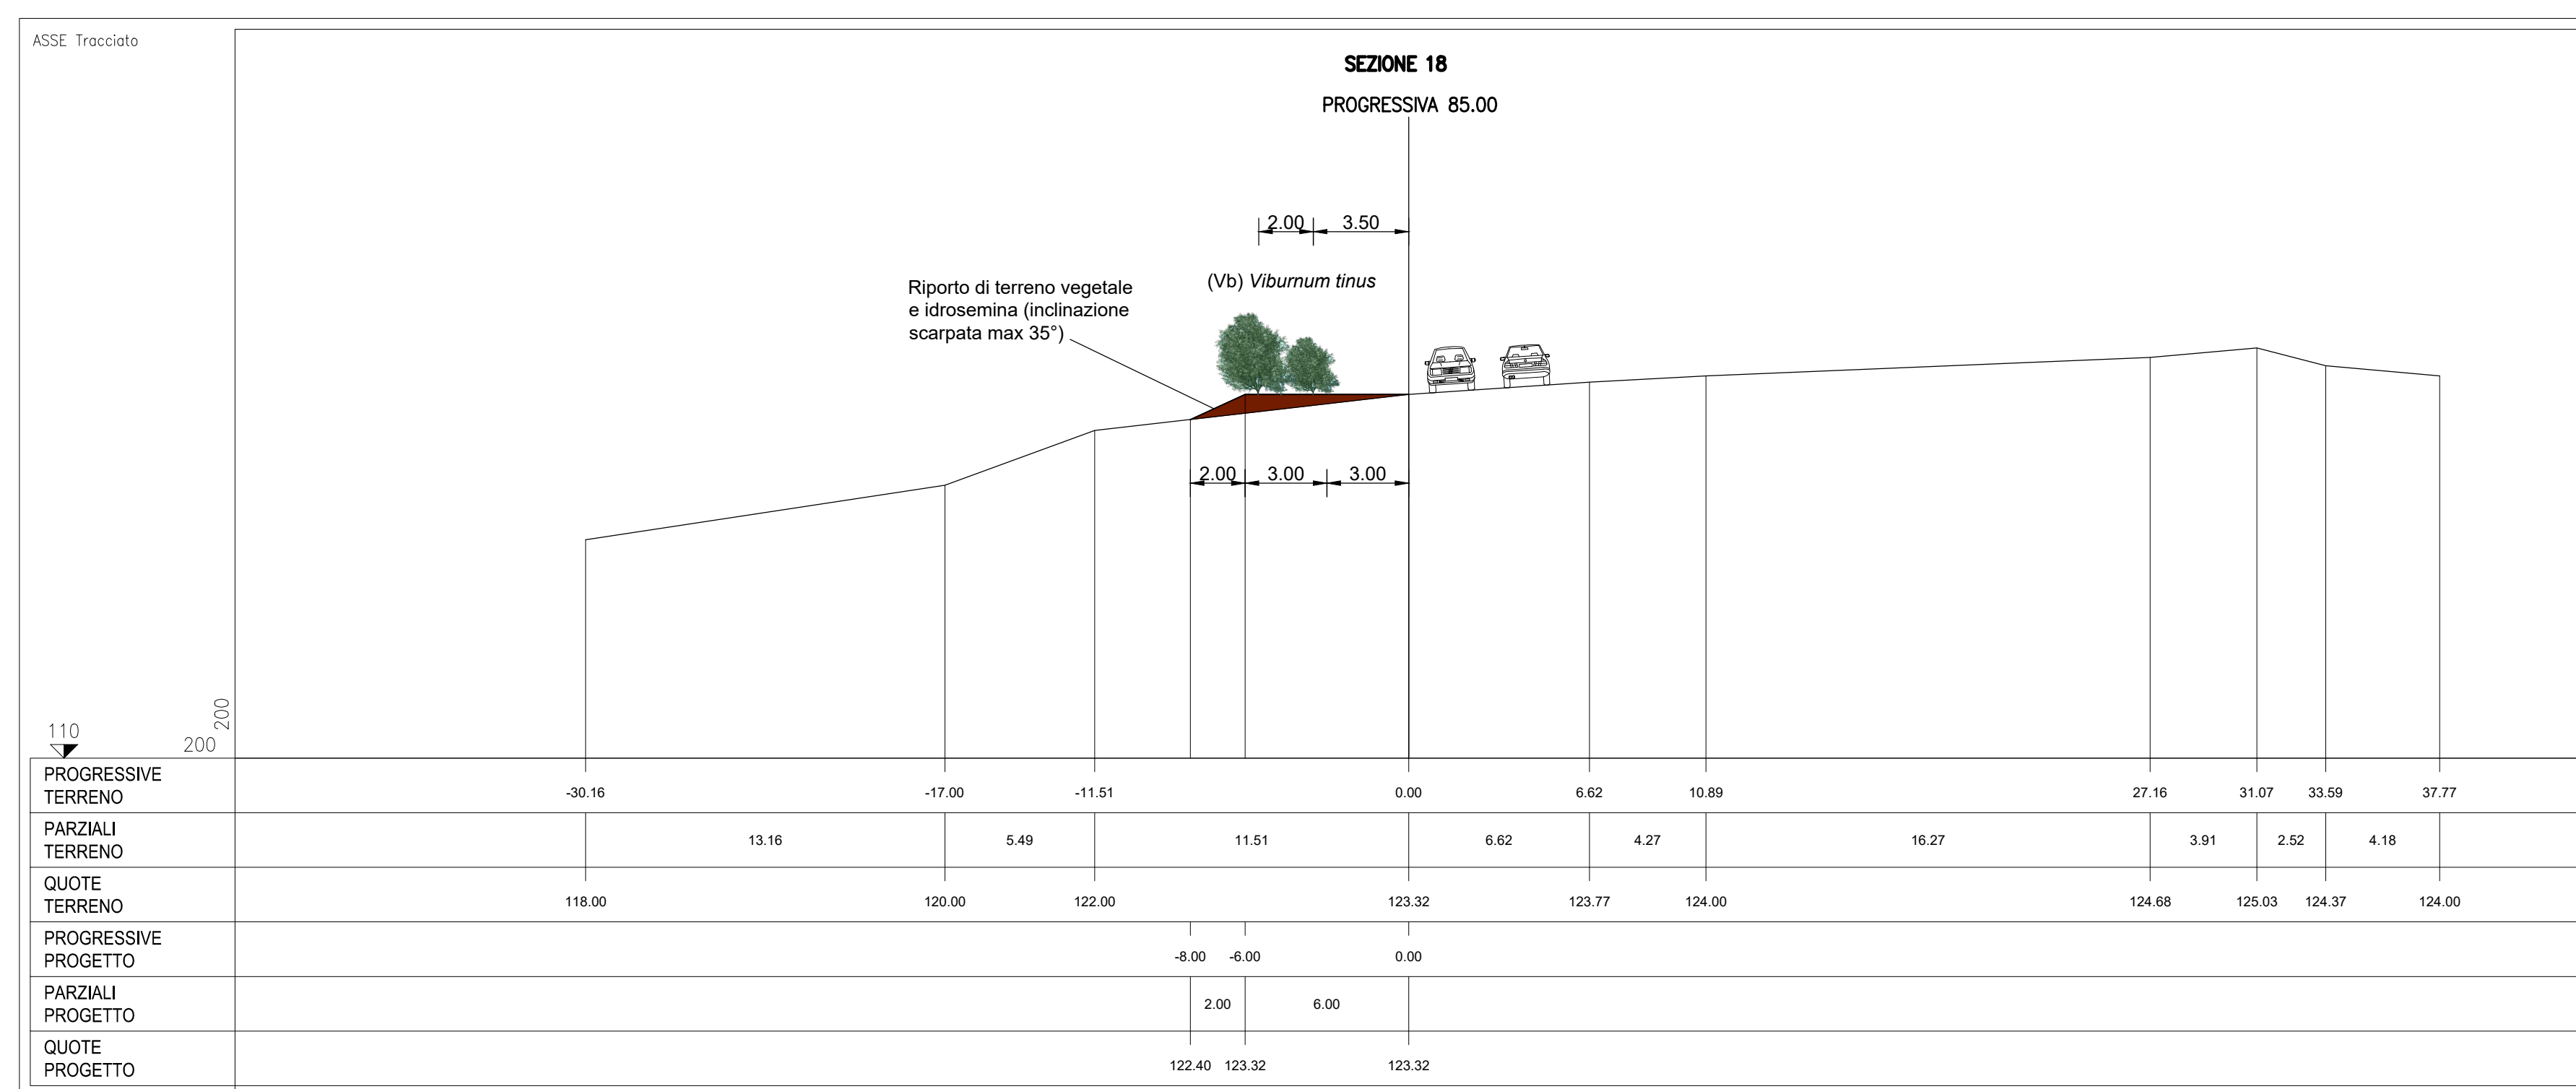 ASSE Tracciato
SEZIONE 18
PROGRESSIVA 85.00
2.00 3.50
(Vb) Viburnum tinus
Riporto di terreno vegetale
e idrosemina (inclinazione
scarpata max 35°)
2.00 3.00 3.00
200
110
200
PROGRESSIVE
TERRENO
-30.16 -17.00 -11.51 0.00 6.62 10.89 27.16 31.07 33.59 37.77
PARZIALI
TERRENO
13.16 5.49 11.51 6.62 4.27 16.27 3.91 2.52 4.18
QUOTE
TERRENO
118.00 120.00 122.00 123.32 123.77 124.00 124.68 125.03 124.37 124.00
PROGRESSIVE
PROGETTO
-8.00 -6.00 0.00
PARZIALI
PROGETTO
2.00 6.00
QUOTE
PROGETTO
122.40 123.32 123.32